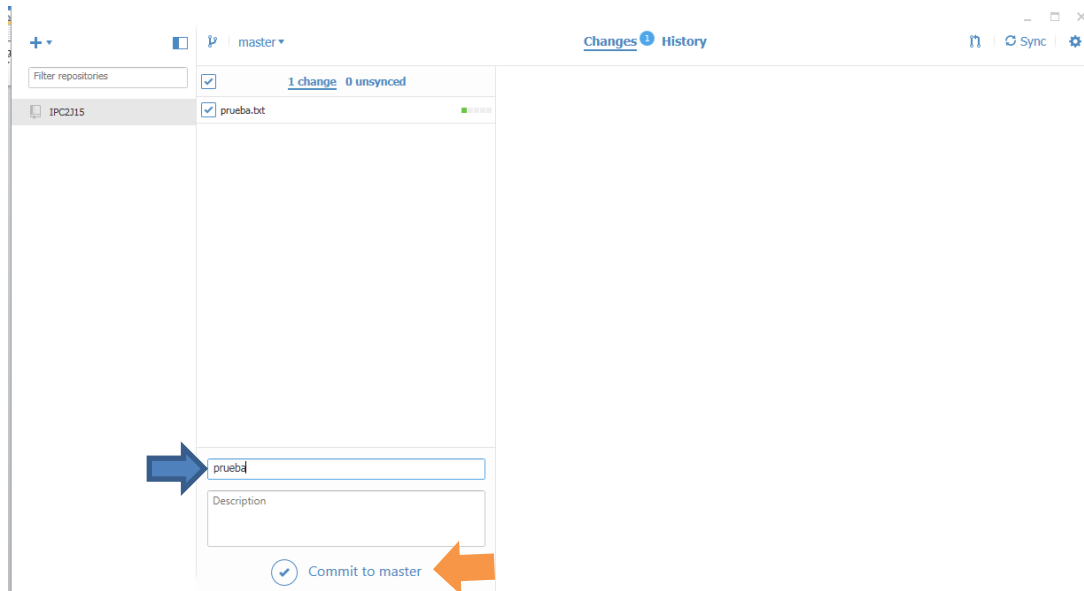 master
Changes 1 History
Sync
Filter repositories
1 change 0 unsynced
IPC2J15
prueba.txt
prueba
Description
Commit to master